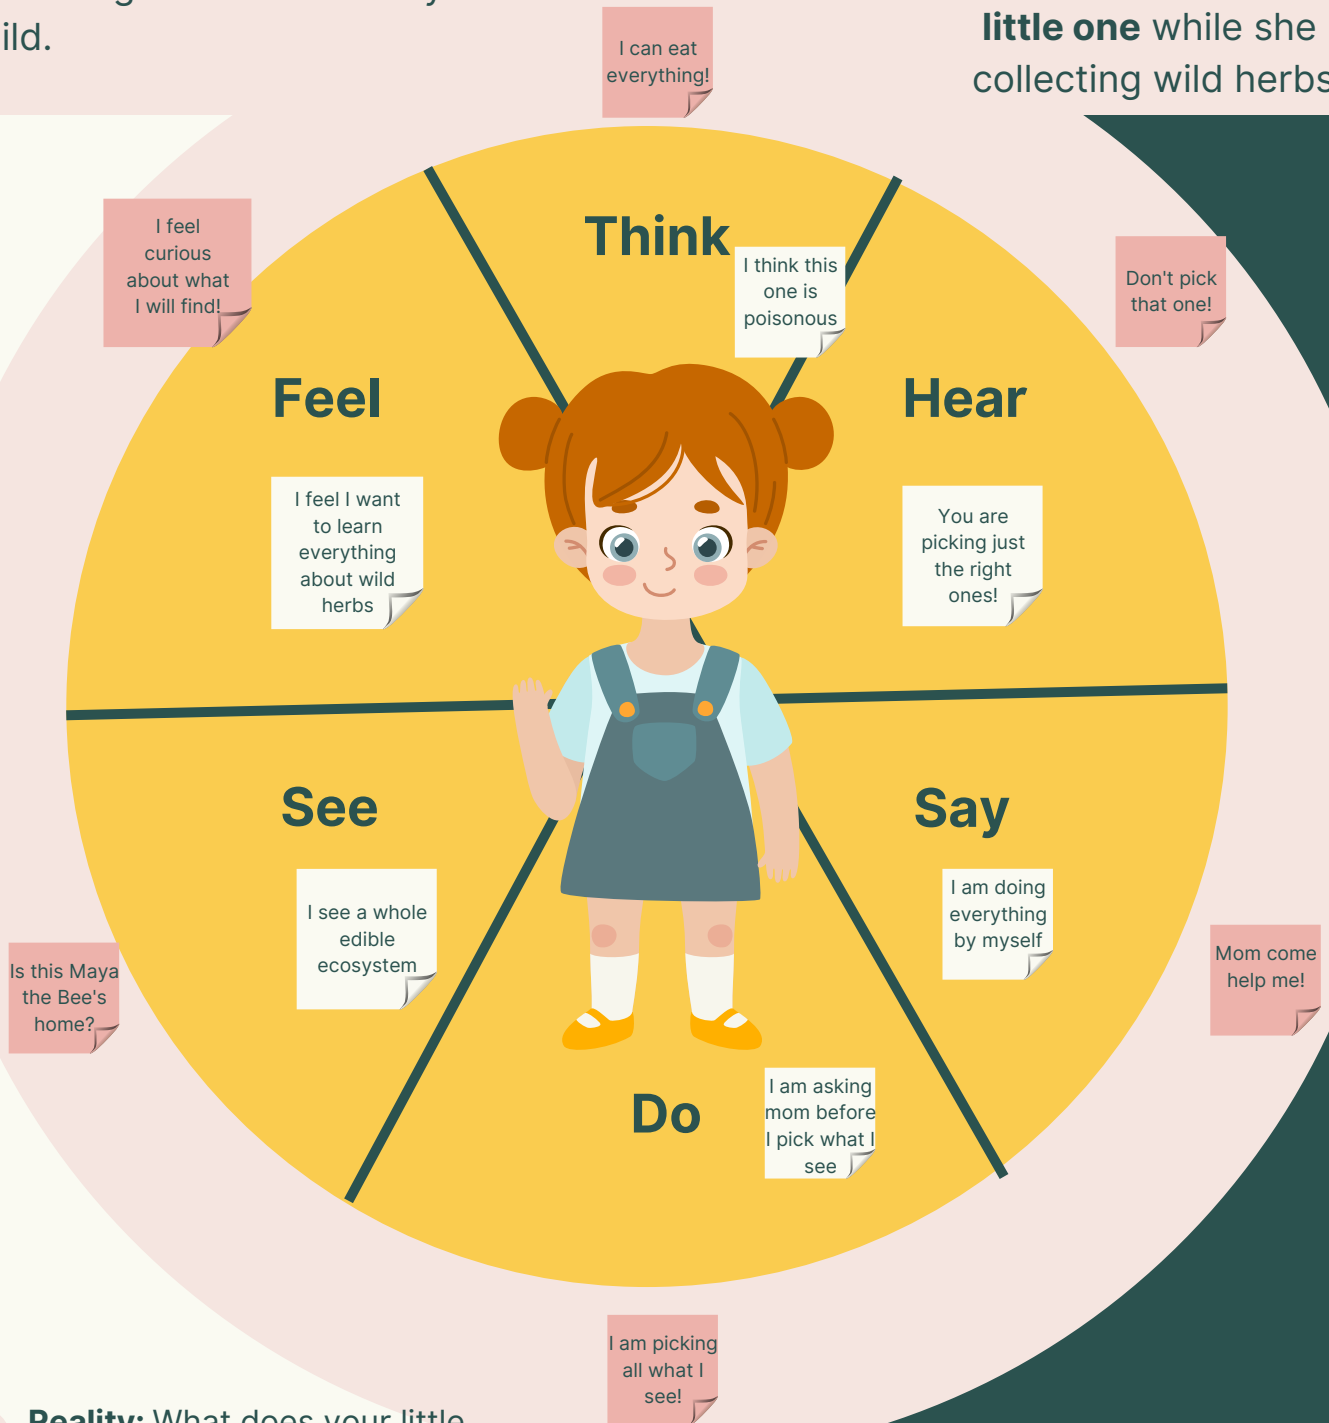 ild.
little one while she
collecting wild herbs
I can eat
everything!
I feel
curious
about what
I will find!
Think
I think this
one is
poisonous
Don't pick
that one!
Feel
Hear
I feel I want
to learn
everything
about wild
herbs
You are
picking just
the right
ones!
See
Say
I see a whole
edible
ecosystem
I am doing
everything
by myself
Is this Maya
the Bee's
home?
Mom come
help me!
Do
I am asking
mom before
I pick what I
see
I am picking
all what I
see!
Reality: What does your little